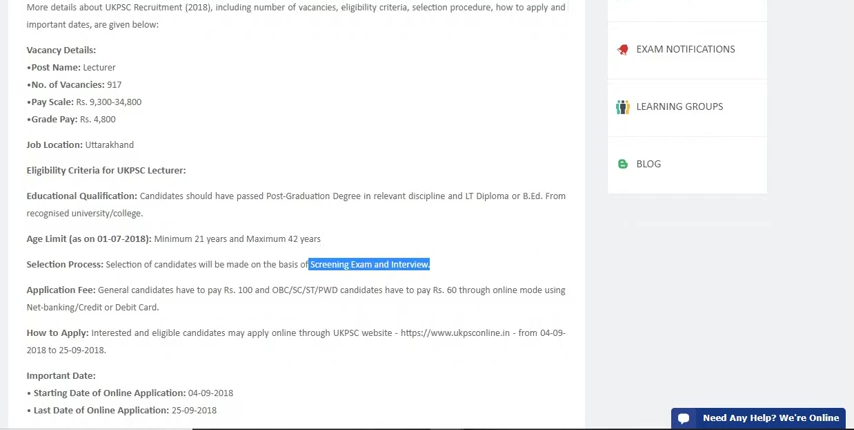 More details about UKPSC Recruitment (2018), including number of vacancies, eligibility criteria, selection procedure, how to apply and
important dates, are given below:
Vacancy Details:
•Post Name: Lecturer
•No. of Vacancies: 917
•Pay Scale: Rs. 9,300-34,800
•Grade Pay: Rs. 4,800
Job Location: Uttarakhand
Eligibility Criteria for UKPSC Lecturer:
Educational Qualification: Candidates should have passed Post-Graduation Degree in relevant discipline and LT Diploma or B.Ed. From
recognised university/college.
Age Limit (as on 01-07-2018): Minimum 21 years and Maximum 42 years
Selection Process: Selection of candidates will be made on the basis of Screening Exam and Interview.
Application Fee: General candidates have to pay Rs. 100 and OBC/SC/ST/PWD candidates have to pay Rs. 60 through online mode using
Net-banking/Credit or Debit Card.
How to Apply: Interested and eligible candidates may apply online through UKPSC website - https://www.ukpsconline.in - from 04-09-
2018 to 25-09-2018.
Important Date:
• Starting Date of Online Application: 04-09-2018
• Last Date of Online Application: 25-09-2018
EXAM NOTIFICATIONS
LEARNING GROUPS
BLOG
Need Any Help? We're Online